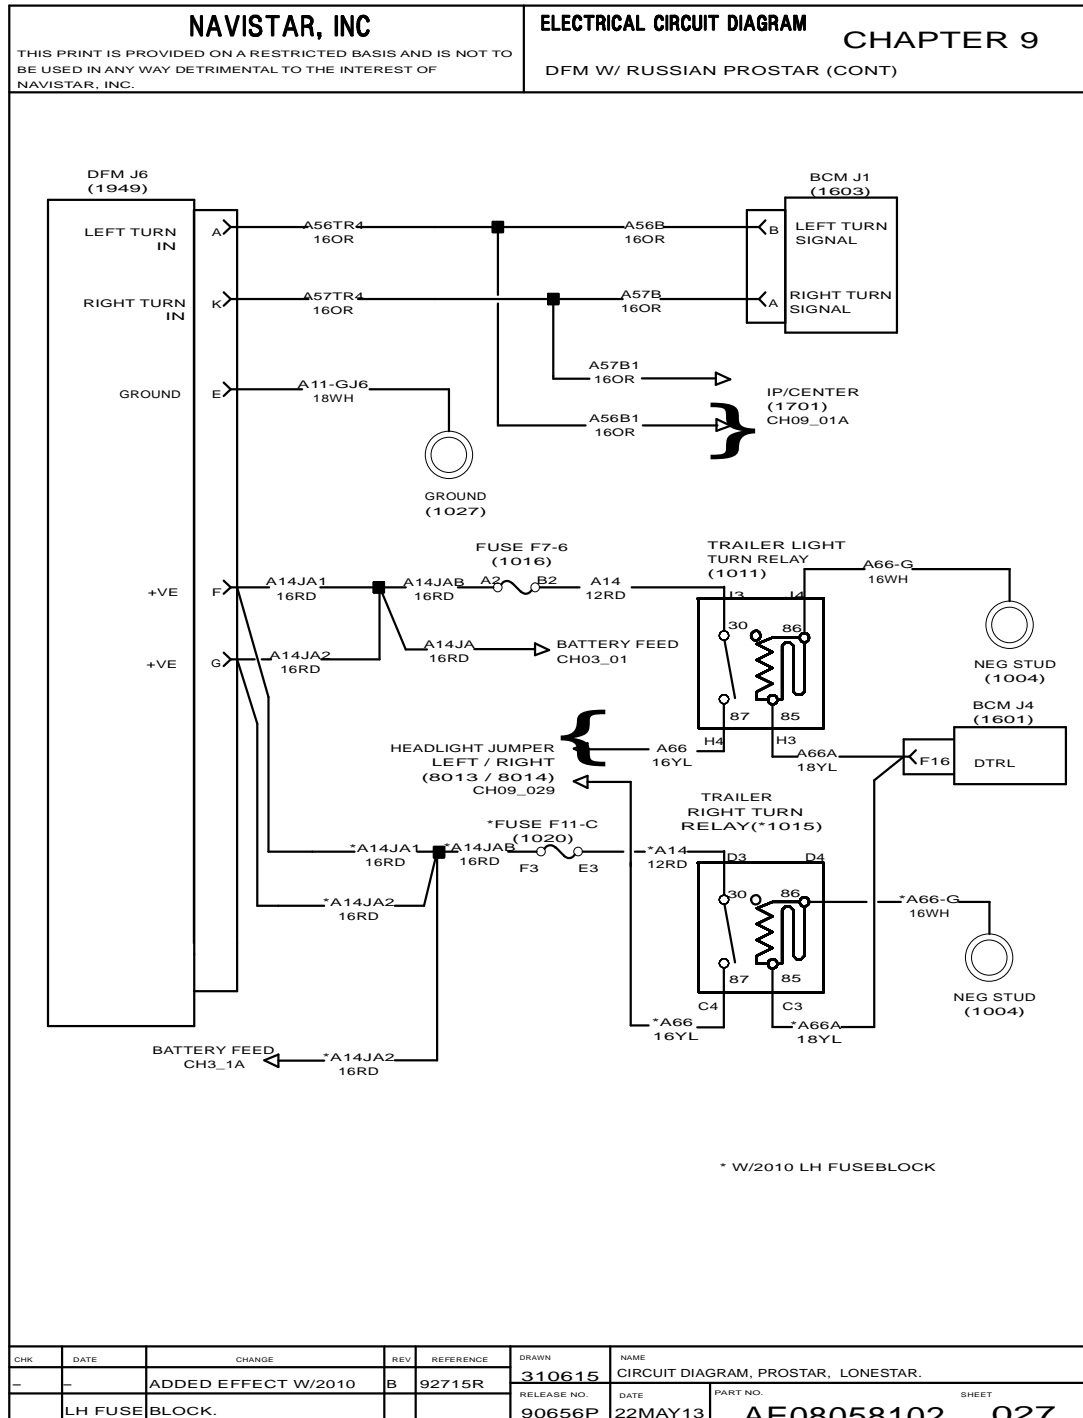 NAVISTAR, INC
THIS PRINT IS PROVIDED ON A RESTRICTED BASIS AND IS NOT TO
BE USED IN ANY WAY DETRIMENTAL TO THE INTEREST OF
NAVISTAR, INC.
ELECTRICAL CIRCUIT DIAGRAM
CHAPTER 9
DFM W/ RUSSIAN PROSTAR (CONT)
DFM J6
(1949)
BCM J1
(1603)
LEFT TURN
IN
A
A56TR4
16OR
A56B
16OR
B
LEFT TURN
SIGNAL
RIGHT TURN
IN
K
A57TR4
16OR
A57B
16OR
A
RIGHT TURN
SIGNAL
A57B1
16OR
GROUND
E
A11-GJ6
18WH
IP/CENTER
(1701)
CH09_01A
A56B1
16OR
GROUND
(1027)
FUSE F7-6
(1016)
TRAILER LIGHT
TURN RELAY
(1011)
A66-G
16WH
+VE
F
A14JA1
16RD
A14JAB
16RD
A2
B2
A14
12RD
J3
J4
30
86
A14JA
16RD
BATTERY FEED
CH03_01
+VE
G
A14JA2
16RD
NEG STUD
(1004)
87
85
BCM J4
(1601)
H4
H3
HEADLIGHT JUMPER
LEFT / RIGHT
(8013 / 8014)
CH09_029
A66
16YL
A66A
18YL
F16
DTRL
TRAILER
RIGHT TURN
RELAY(*1015)
*FUSE F11-C
(1020)
*A14JA1
16RD
*A14JAB
16RD
F3
E3
*A14
12RD
D3
D4
30
86
*A14JA2
16RD
*A66-G
16WH
87
85
C4
C3
NEG STUD
(1004)
*A66
16YL
*A66A
18YL
BATTERY FEED
CH3_1A
*A14JA2
16RD
* W/2010 LH FUSEBLOCK
CHK DATE CHANGE REV REFERENCE DRAWN NAME
– – ADDED EFFECT W/2010 B 92715R 310615 CIRCUIT DIAGRAM, PROSTAR, LONESTAR.
RELEASE NO. DATE PART NO. SHEET
LH FUSE BLOCK. 90656P 22MAY13 AE08058102 027